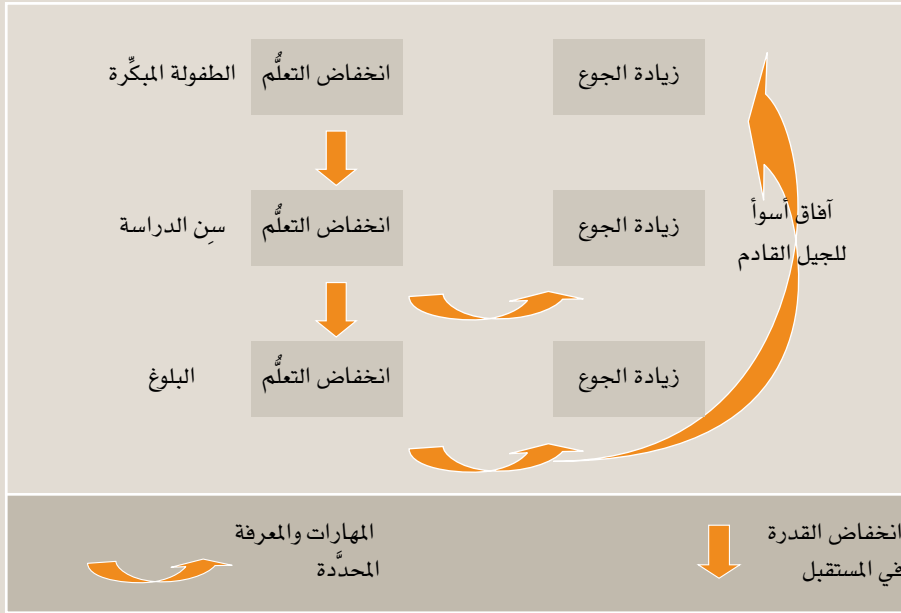 زيادة الجوع
انخفاض التعلُّم
الطفولة المبكِّرة
آفاق أسوأ
للجيل القادم
زيادة الجوع
انخفاض التعلُّم
سِن الدراسة
زيادة الجوع
انخفاض التعلُّم
البلوغ
انخفاض القدرة
في المستقبل
المهارات والمعرفة
المحدَّدة